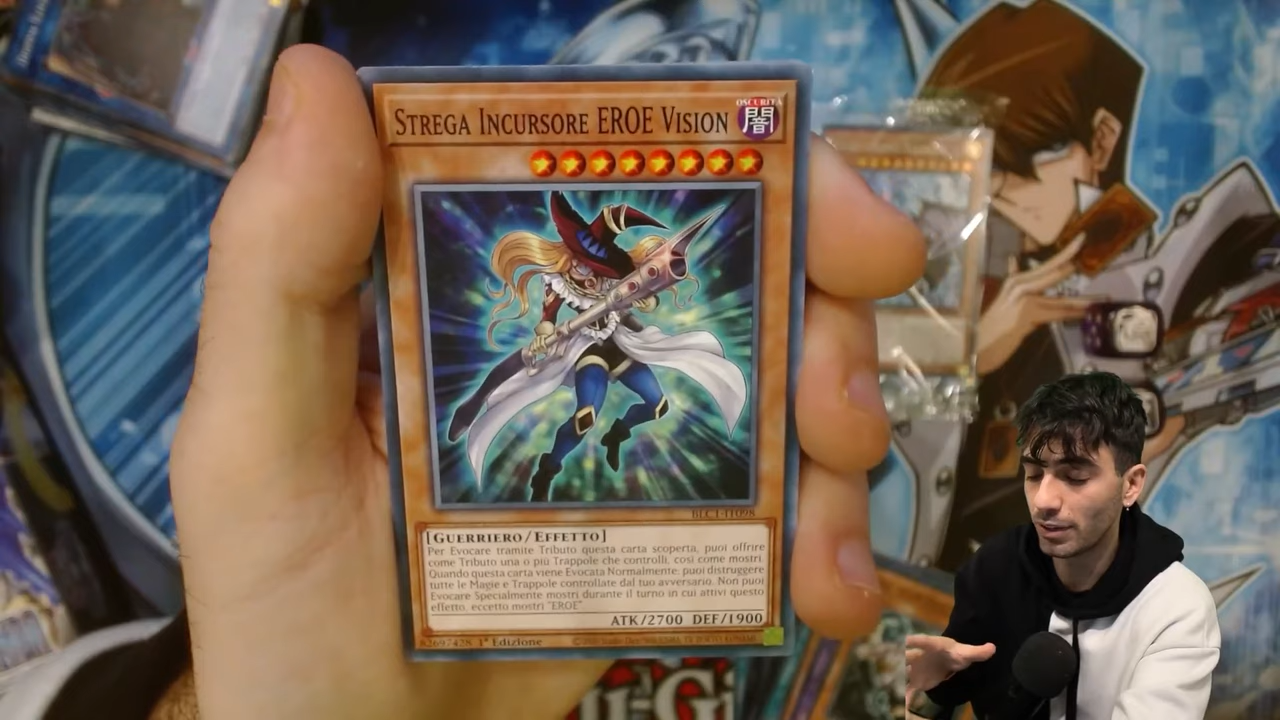 STREGA INCURSORE EROE VISION
OSCURITÀ
闇
BLC1-IT098
[GUERRIERO/EFFETTO]
Per Evocare tramite Tributo questa carta scoperta, puoi offrire
come Tributo una o più Trappole che controlli, così come mostri.
Quando questa carta viene Evocata Normalmente: puoi distruggere
tutte le Magie e Trappole controllate dal tuo avversario. Non puoi
Evocare Specialmente mostri durante il turno in cui attivi questo
effetto, eccetto mostri "EROE".
ATK/2700 DEF/1900
1ª Edizione